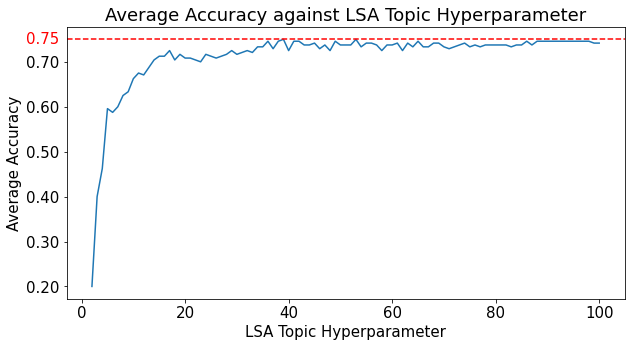 Average Accuracy against LSA Topic Hyperparameter
0.75
0.70
0.60
0.50
0.40
0.30
0.20
Average Accuracy
0 20 40 60 80 100
LSA Topic Hyperparameter